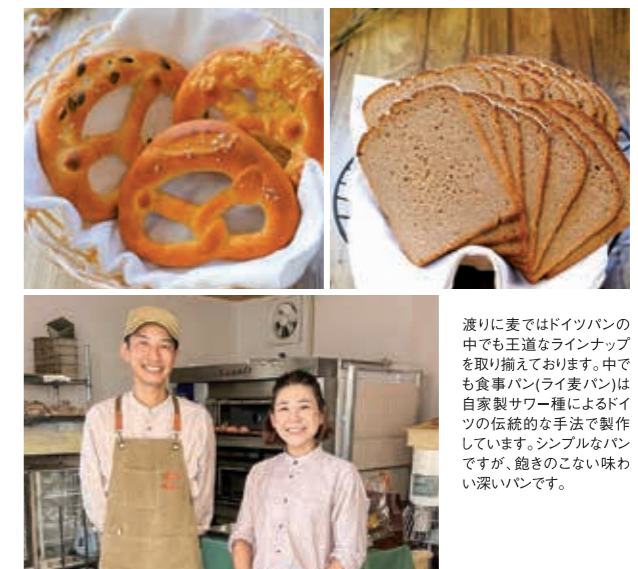 渡りに麦ではドイツパンの
中でも王道なラインナップ
を取り揃えております。中で
も食事パン(ライ麦パン)は
自家製サワー種によるドイ
ツの伝統的な手法で製作
しています。シンプルなパン
ですが、飽きのこない味わ
い深いパンです。